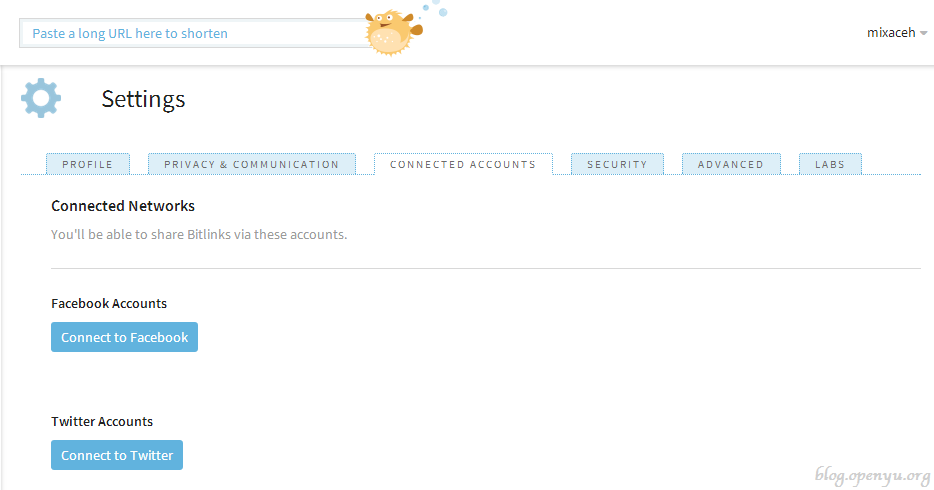 Paste a long URL here to shorten
mixaceh
Settings
PROFILE
PRIVACY & COMMUNICATION
CONNECTED ACCOUNTS
SECURITY
ADVANCED
LABS
Connected Networks
You'll be able to share Bitlinks via these accounts.
Facebook Accounts
Connect to Facebook
Twitter Accounts
Connect to Twitter
blog.openyu.org